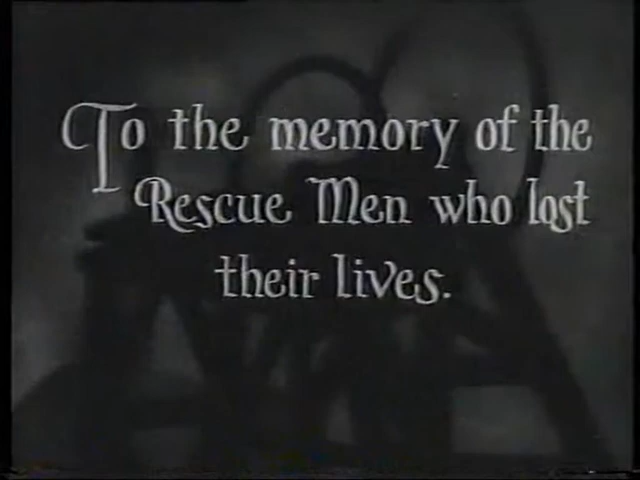 To the memory of the
Rescue Men who lost
their lives.